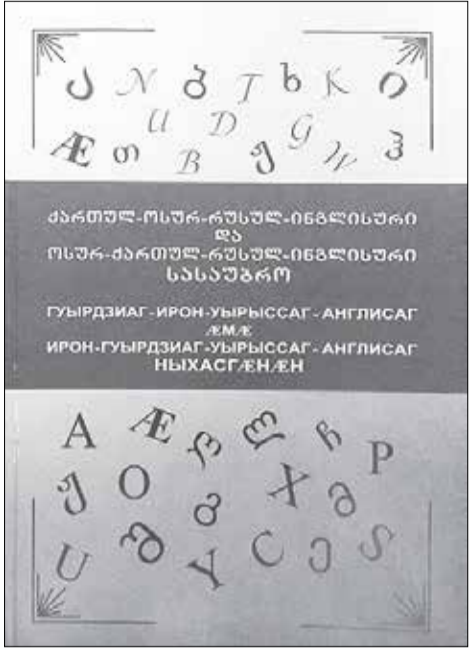 ა N ბ T ხ K ი
U D G
Æ თ B ჟ W ჰ
ქართულ-ოსურ-რუსულ-ინგლისური
და
ოსურ-ქართულ-რუსულ-ინგლისური
სასაუბრო
ГУЫРДЗИАГ-ИРОН-УЫРЫССАГ-АНГЛИСАГ
ÆМÆ
ИРОН-ГУЫРДЗИАГ-УЫРЫССАГ-АНГЛИСАГ
НЫХАСГÆНÆН
A Æ ღ ლ ჩ P
ჟ O X მ
U შ Y C ე S